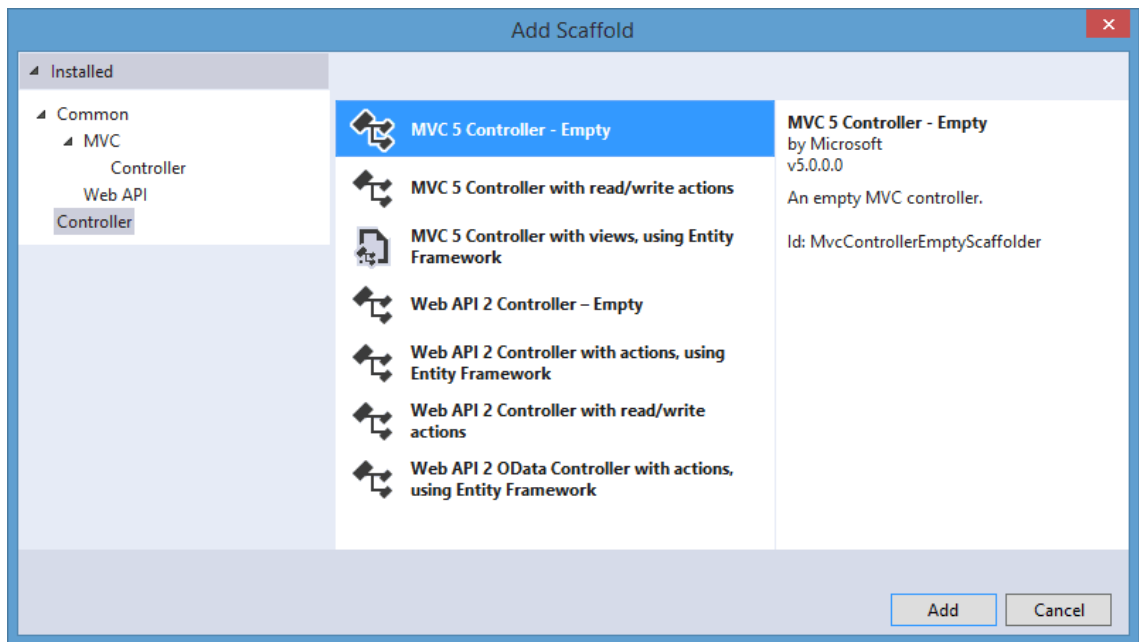 Add Scaffold
Installed
Common
MVC
Controller
Web API
Controller
MVC 5 Controller - Empty
MVC 5 Controller with read/write actions
MVC 5 Controller with views, using Entity
Framework
Web API 2 Controller – Empty
Web API 2 Controller with actions, using
Entity Framework
Web API 2 Controller with read/write
actions
Web API 2 OData Controller with actions,
using Entity Framework
MVC 5 Controller - Empty
by Microsoft
v5.0.0.0
An empty MVC controller.
Id: MvcControllerEmptyScaffolder
Add
Cancel